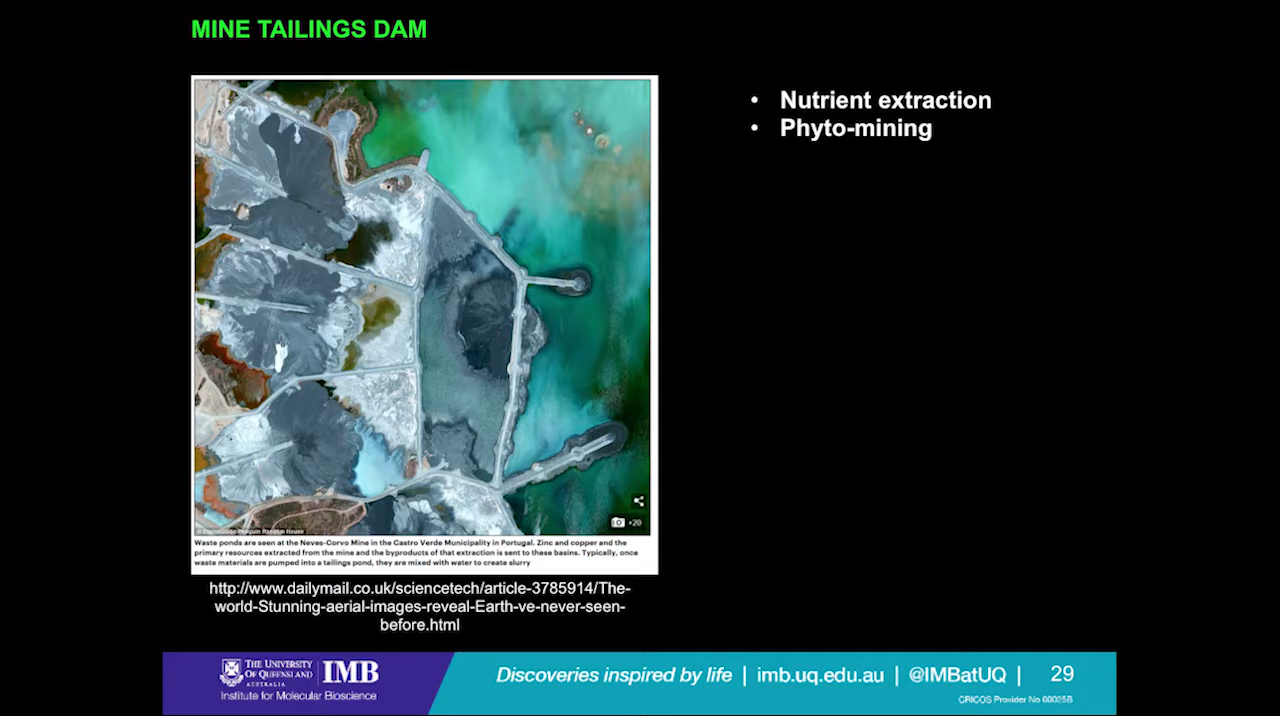 MINE TAILINGS DAM
• Nutrient extraction
• Phyto-mining
+20
Waste ponds are seen at the Neves-Corvo Mine in the Castro Verde Municipality in Portugal. Zinc and copper and the
primary resources extracted from the mine and the byproducts of that extraction is sent to these basins. Typically, once
waste materials are pumped into a tailings pond, they are mixed with water to create slurry
http://www.dailymail.co.uk/sciencetech/article-3785914/The-
world-Stunning-aerial-images-reveal-Earth-ve-never-seen-
before.html
THE UNIVERSITY
OF QUEENSLAND
AUSTRALIA
IMB
Institute for Molecular Bioscience
Discoveries inspired by life | imb.uq.edu.au | @IMBatUQ | 29
CRICOS Provider No 00025B